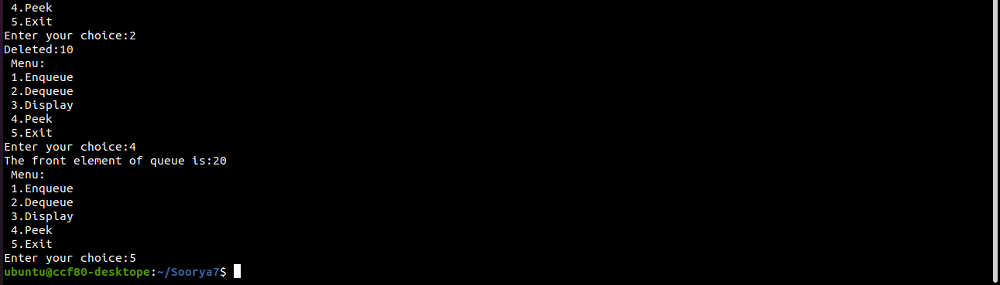 4.Peek
5.Exit
Enter your choice:2
Deleted:10
Menu:
1.Enqueue
2.Dequeue
3.Display
4.Peek
5.Exit
Enter your choice:4
The front element of queue is:20
Menu:
1.Enqueue
2.Dequeue
3.Display
4.Peek
5.Exit
Enter your choice:5
ubuntu@ccf80-desktope:~/Soorya7$